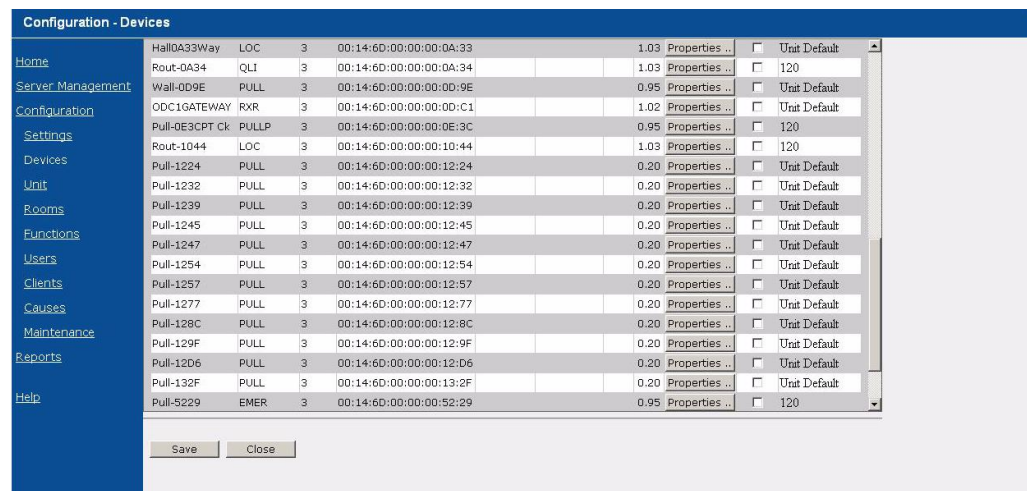 Configuration - Devices
Home
Server Management
Configuration
Settings
Devices
Unit
Rooms
Functions
Users
Clients
Causes
Maintenance
Reports
Help
Hall0A33Way LOC 3 00:14:6D:00:00:00:0A:33 1.03 Properties .. Unit Default
Rout-0A34 QLI 3 00:14:6D:00:00:00:0A:34 1.03 Properties .. 120
Wall-0D9E PULL 3 00:14:6D:00:00:00:0D:9E 0.95 Properties .. Unit Default
ODC1GATEWAY RXR 3 00:14:6D:00:00:00:0D:C1 1.02 Properties .. Unit Default
Pull-0E3CPT Ck PULLP 3 00:14:6D:00:00:00:0E:3C 0.95 Properties .. 120
Rout-1044 LOC 3 00:14:6D:00:00:00:10:44 1.03 Properties .. 120
Pull-1224 PULL 3 00:14:6D:00:00:00:12:24 0.20 Properties .. Unit Default
Pull-1232 PULL 3 00:14:6D:00:00:00:12:32 0.20 Properties .. Unit Default
Pull-1239 PULL 3 00:14:6D:00:00:00:12:39 0.20 Properties .. Unit Default
Pull-1245 PULL 3 00:14:6D:00:00:00:12:45 0.20 Properties .. Unit Default
Pull-1247 PULL 3 00:14:6D:00:00:00:12:47 0.20 Properties .. Unit Default
Pull-1254 PULL 3 00:14:6D:00:00:00:12:54 0.20 Properties .. Unit Default
Pull-1257 PULL 3 00:14:6D:00:00:00:12:57 0.20 Properties .. Unit Default
Pull-1277 PULL 3 00:14:6D:00:00:00:12:77 0.20 Properties .. Unit Default
Pull-128C PULL 3 00:14:6D:00:00:00:12:8C 0.20 Properties .. Unit Default
Pull-129F PULL 3 00:14:6D:00:00:00:12:9F 0.20 Properties .. Unit Default
Pull-12D6 PULL 3 00:14:6D:00:00:00:12:D6 0.20 Properties .. Unit Default
Pull-132F PULL 3 00:14:6D:00:00:00:13:2F 0.20 Properties .. Unit Default
Pull-5229 EMER 3 00:14:6D:00:00:00:52:29 0.95 Properties .. 120
Save Close